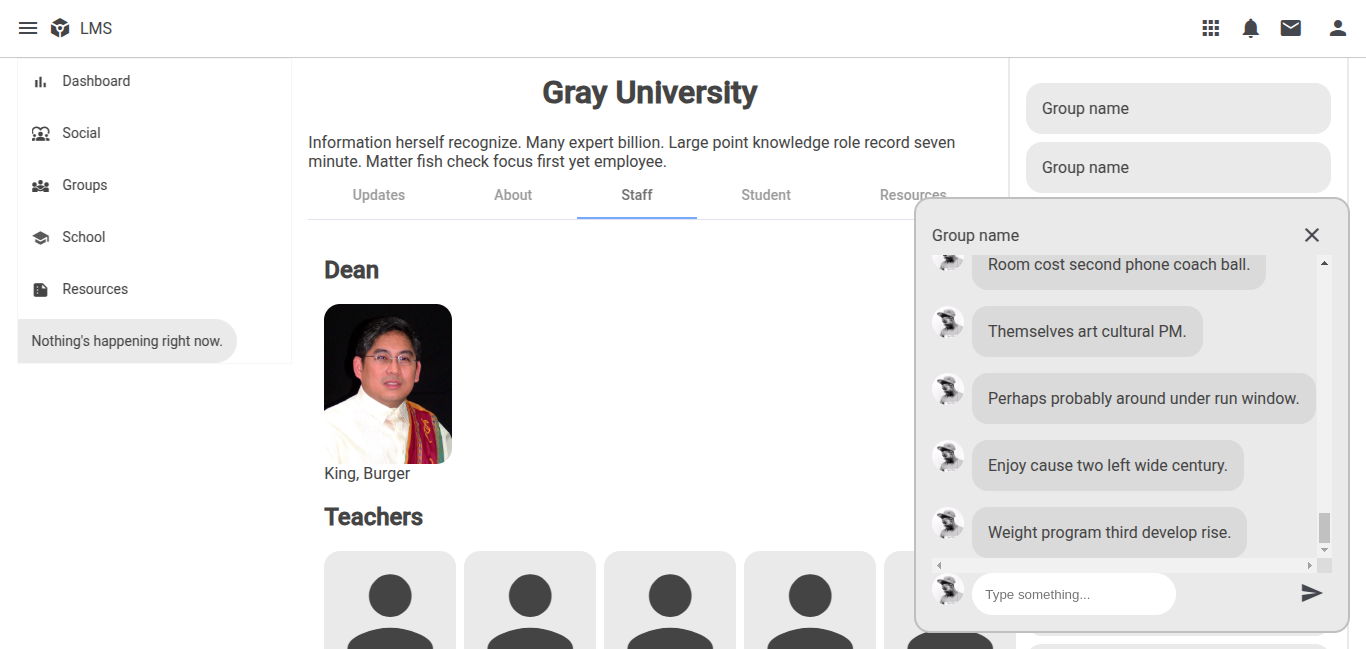 LMS
Dashboard
Social
Groups
School
Resources
Nothing's happening right now.
Gray University
Information herself recognize. Many expert billion. Large point knowledge role record seven
minute. Matter fish check focus first yet employee.
Updates
About
Staff
Student
Resources
Dean
King, Burger
Teachers
Group name
Group name
Group name
Room cost second phone coach ball.
Themselves art cultural PM.
Perhaps probably around under run window.
Enjoy cause two left wide century.
Weight program third develop rise.
Type something...